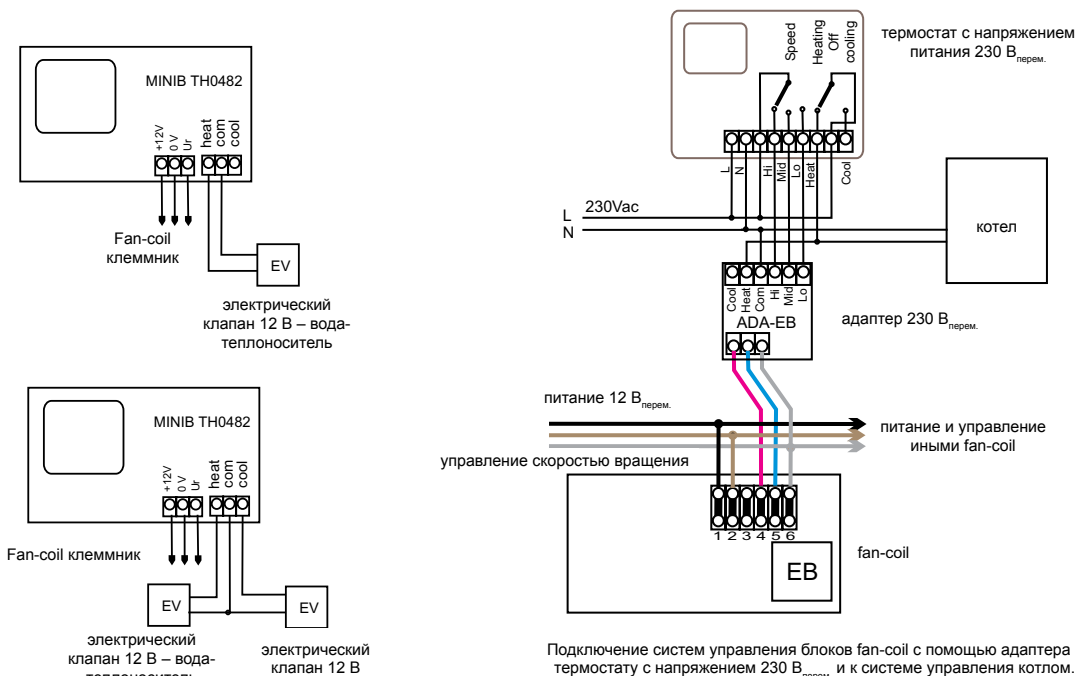 MINIB TH0482
+12V
0 V
Ur
heat
com
cool
Fan-coil
клеммник
EV
электрический
клапан 12 В – вода-
теплоноситель
MINIB TH0482
+12V
0 V
Ur
heat
com
cool
Fan-coil клеммник
EV
EV
электрический
клапан 12 В – вода-
электрический
клапан 12 В
термостат с напряжением
питания 230 Вперем.
Speed
Heating
Off
cooling
L
N
Hi
Mid
Lo
Heat
Cool
L
230Vac
N
котел
Cool
Heat
Com
Hi
Mid
Lo
ADA-EB
адаптер 230 Вперем.
питание 12 Вперем.
питание и управление
иными fan-coil
управление скоростью вращения
1 2 3 4 5 6
fan-coil
EB
Подключение систем управления блоков fan-coil с помощью адаптера
термостату с напряжением 230 Вперем. и к системе управления котлом.